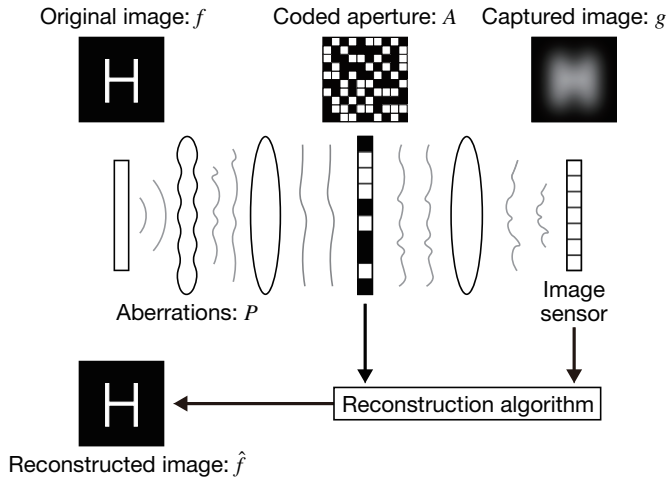 Original image: f
Coded aperture: A
Captured image: g
H
Aberrations: P
Image
sensor
H
Reconstruction algorithm
Reconstructed image: f̂